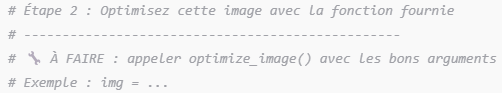 # Étape 2 : Optimisez cette image avec la fonction fournie
# -------------------------------------------------
# 🔧 À FAIRE : appeler optimize_image() avec les bons arguments
# Exemple : img = ...